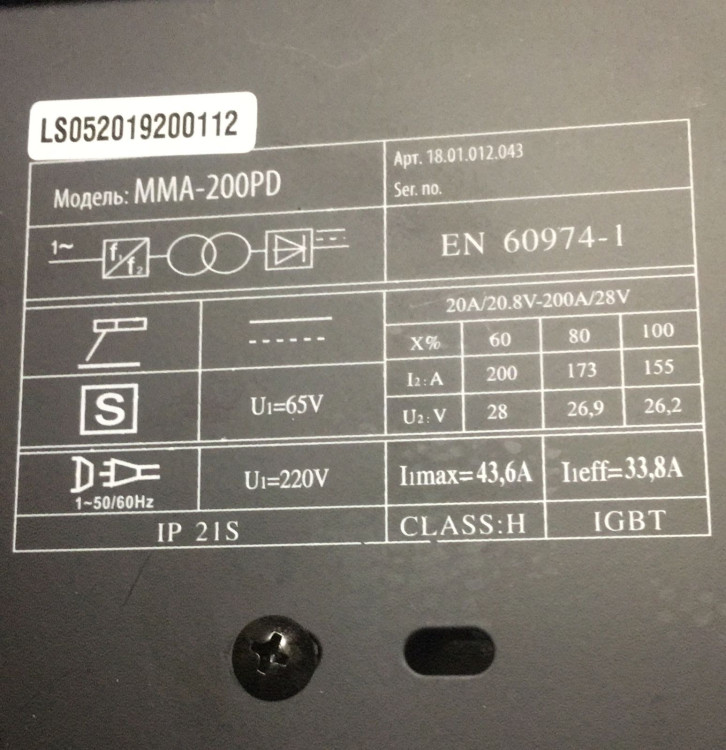 LS052019200112
Модель: MMA-200PD
Арт. 18.01.012.043
Ser. no.
1~
f₁ f₂
EN 60974-1
20A/20.8V-200A/28V
X% 60 80 100
I₂:A 200 173 155
S
U₁=65V
U₂:V 28 26,9 26,2
1~50/60Hz
U₁=220V
I₁max=43,6A
I₁eff=33,8A
IP 21S
CLASS:H
IGBT